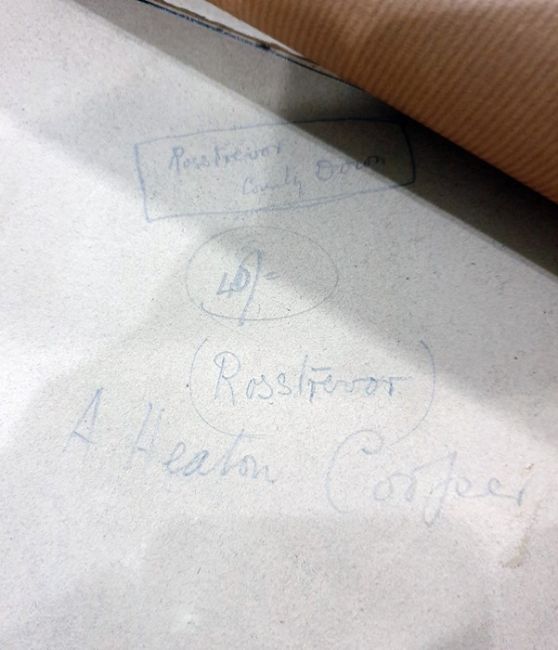 Rosstrevor
County Down
40/-
(Rosstrevor)
A Heaton Cooper